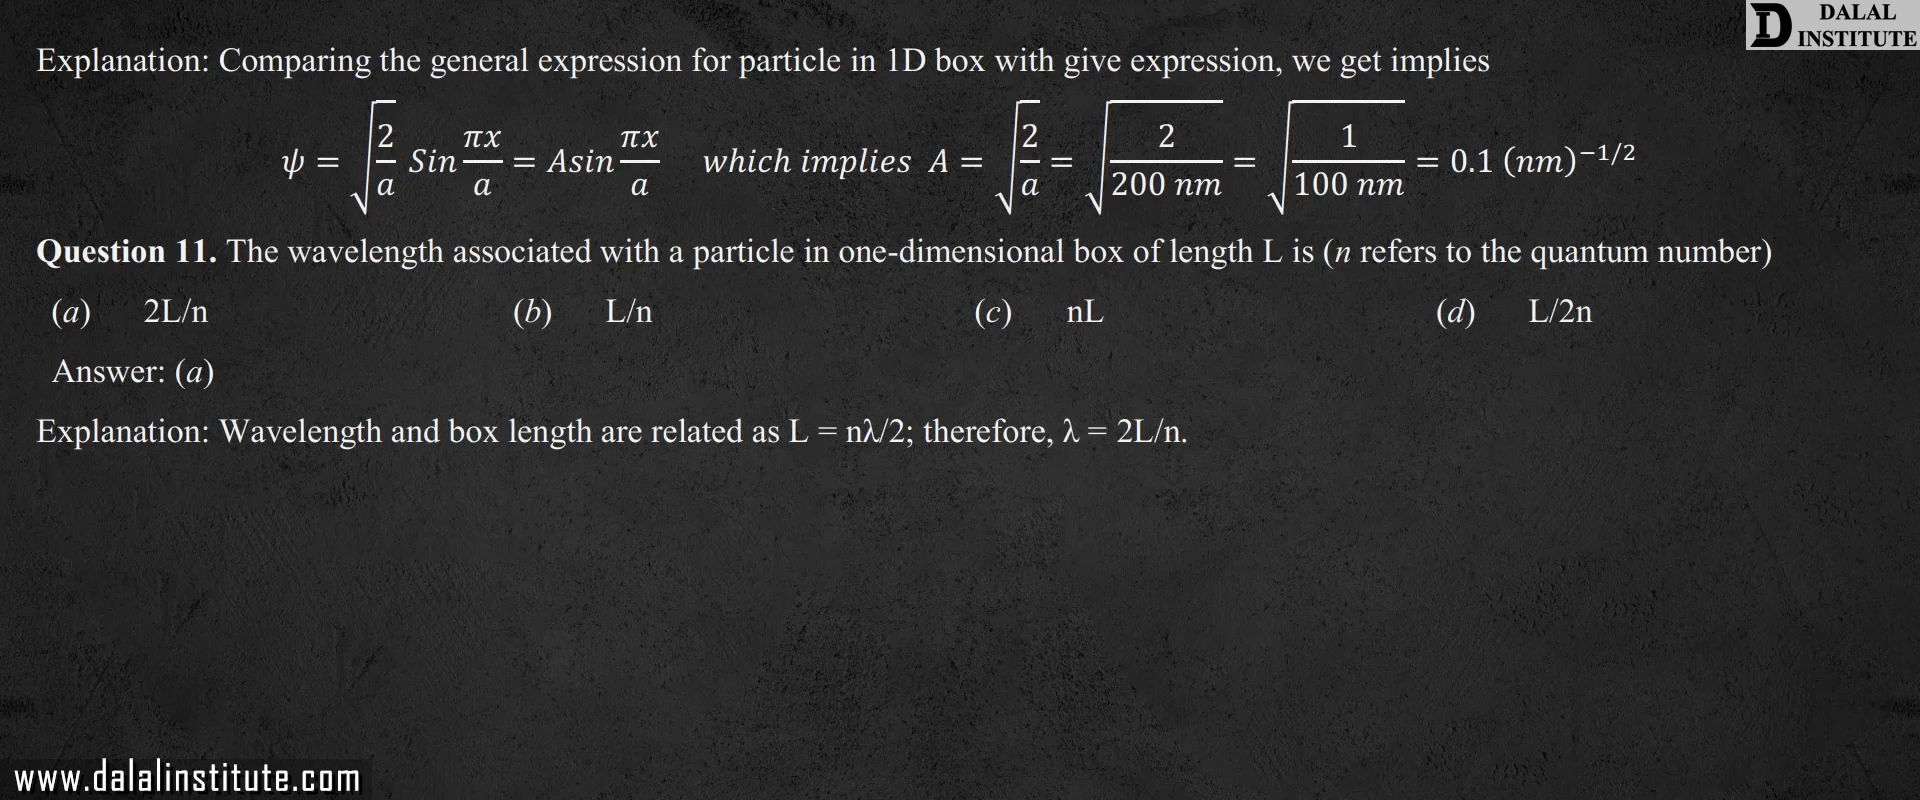 DALAL
INSTITUTE
Explanation: Comparing the general expression for particle in 1D box with give expression, we get implies
ψ = √(2/a) Sin πx/a = Asin πx/a which implies A = √(2/a) = √(2/200 nm) = √(1/100 nm) = 0.1 (nm)^−1/2
Question 11. The wavelength associated with a particle in one-dimensional box of length L is (n refers to the quantum number)
(a) 2L/n (b) L/n (c) nL (d) L/2n
Answer: (a)
Explanation: Wavelength and box length are related as L = nλ/2; therefore, λ = 2L/n.
www.dalalinstitute.com